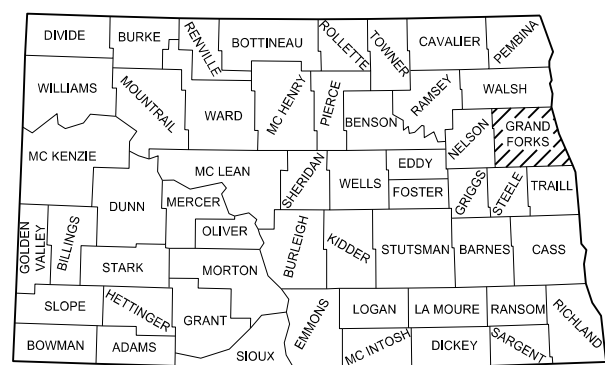 DIVIDE
BURKE
RENVILLE
BOTTINEAU
ROLLETTE
TOWNER
CAVALIER
PEMBINA
WILLIAMS
MOUNTRAIL
WARD
MC HENRY
PIERCE
BENSON
RAMSEY
WALSH
NELSON
GRAND
FORKS
MC KENZIE
MC LEAN
SHERIDAN
WELLS
EDDY
FOSTER
GRIGGS
STEELE
TRAILL
DUNN
MERCER
OLIVER
GOLDEN
VALLEY
BILLINGS
STARK
MORTON
BURLEIGH
KIDDER
STUTSMAN
BARNES
CASS
SLOPE
HETTINGER
GRANT
EMMONS
LOGAN
LA MOURE
RANSOM
RICHLAND
BOWMAN
ADAMS
SIOUX
MC INTOSH
DICKEY
SARGENT